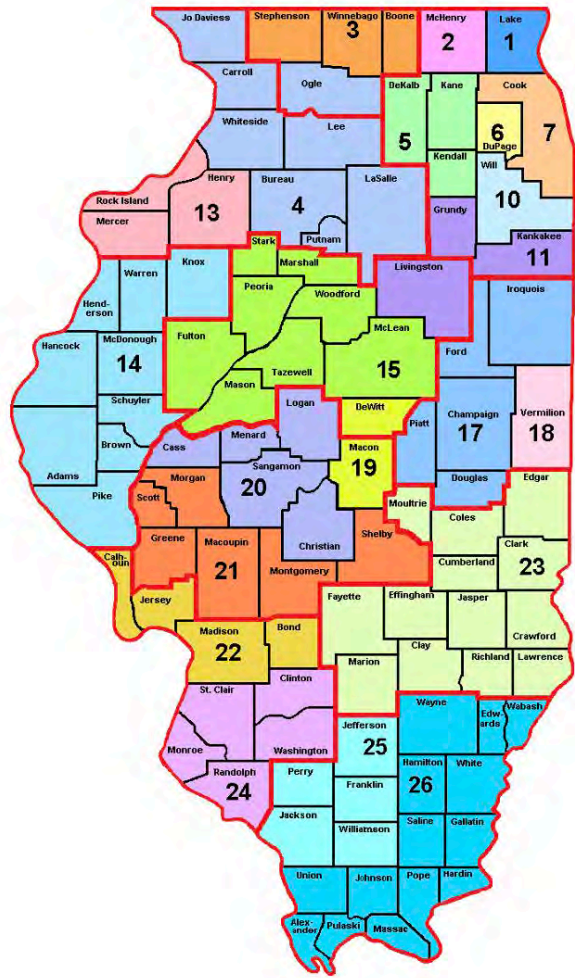 Jo Daviess
Stephenson
Winnebago
3
Boone
McHenry
2
Lake
1
Carroll
Ogle
DeKalb
Kane
Cook
Whiteside
Lee
5
6
DuPage
7
Kendall
Will
10
Rock Island
Mercer
Henry
13
Bureau
4
LaSalle
Putnam
Grundy
Kankakee
11
Stark
Marshall
Knox
Warren
Hend-
erson
Peoria
Woodford
Livingston
Iroquois
Hancock
McDonough
14
Fulton
McLean
15
Tazewell
Mason
Ford
Schuyler
Logan
DeWitt
Piatt
Champaign
17
Vermilion
18
Brown
Cass
Menard
Adams
Pike
Sangamon
20
Macon
19
Morgan
Scott
Douglas
Edgar
Moultrie
Coles
Greene
Macoupin
21
Christian
Shelby
Clark
23
Cal-
houn
Montgomery
Cumberland
Jersey
Fayette
Effingham
Jasper
Crawford
Madison
22
Bond
Clay
Richland
Lawrence
Marion
St. Clair
Clinton
Wayne
Edw-
ards
Wabash
Jefferson
25
Monroe
Washington
Randolph
24
Perry
Hamilton
26
White
Franklin
Jackson
Williamson
Saline
Gallatin
Union
Johnson
Pope
Hardin
Alex-
ander
Pulaski
Massac